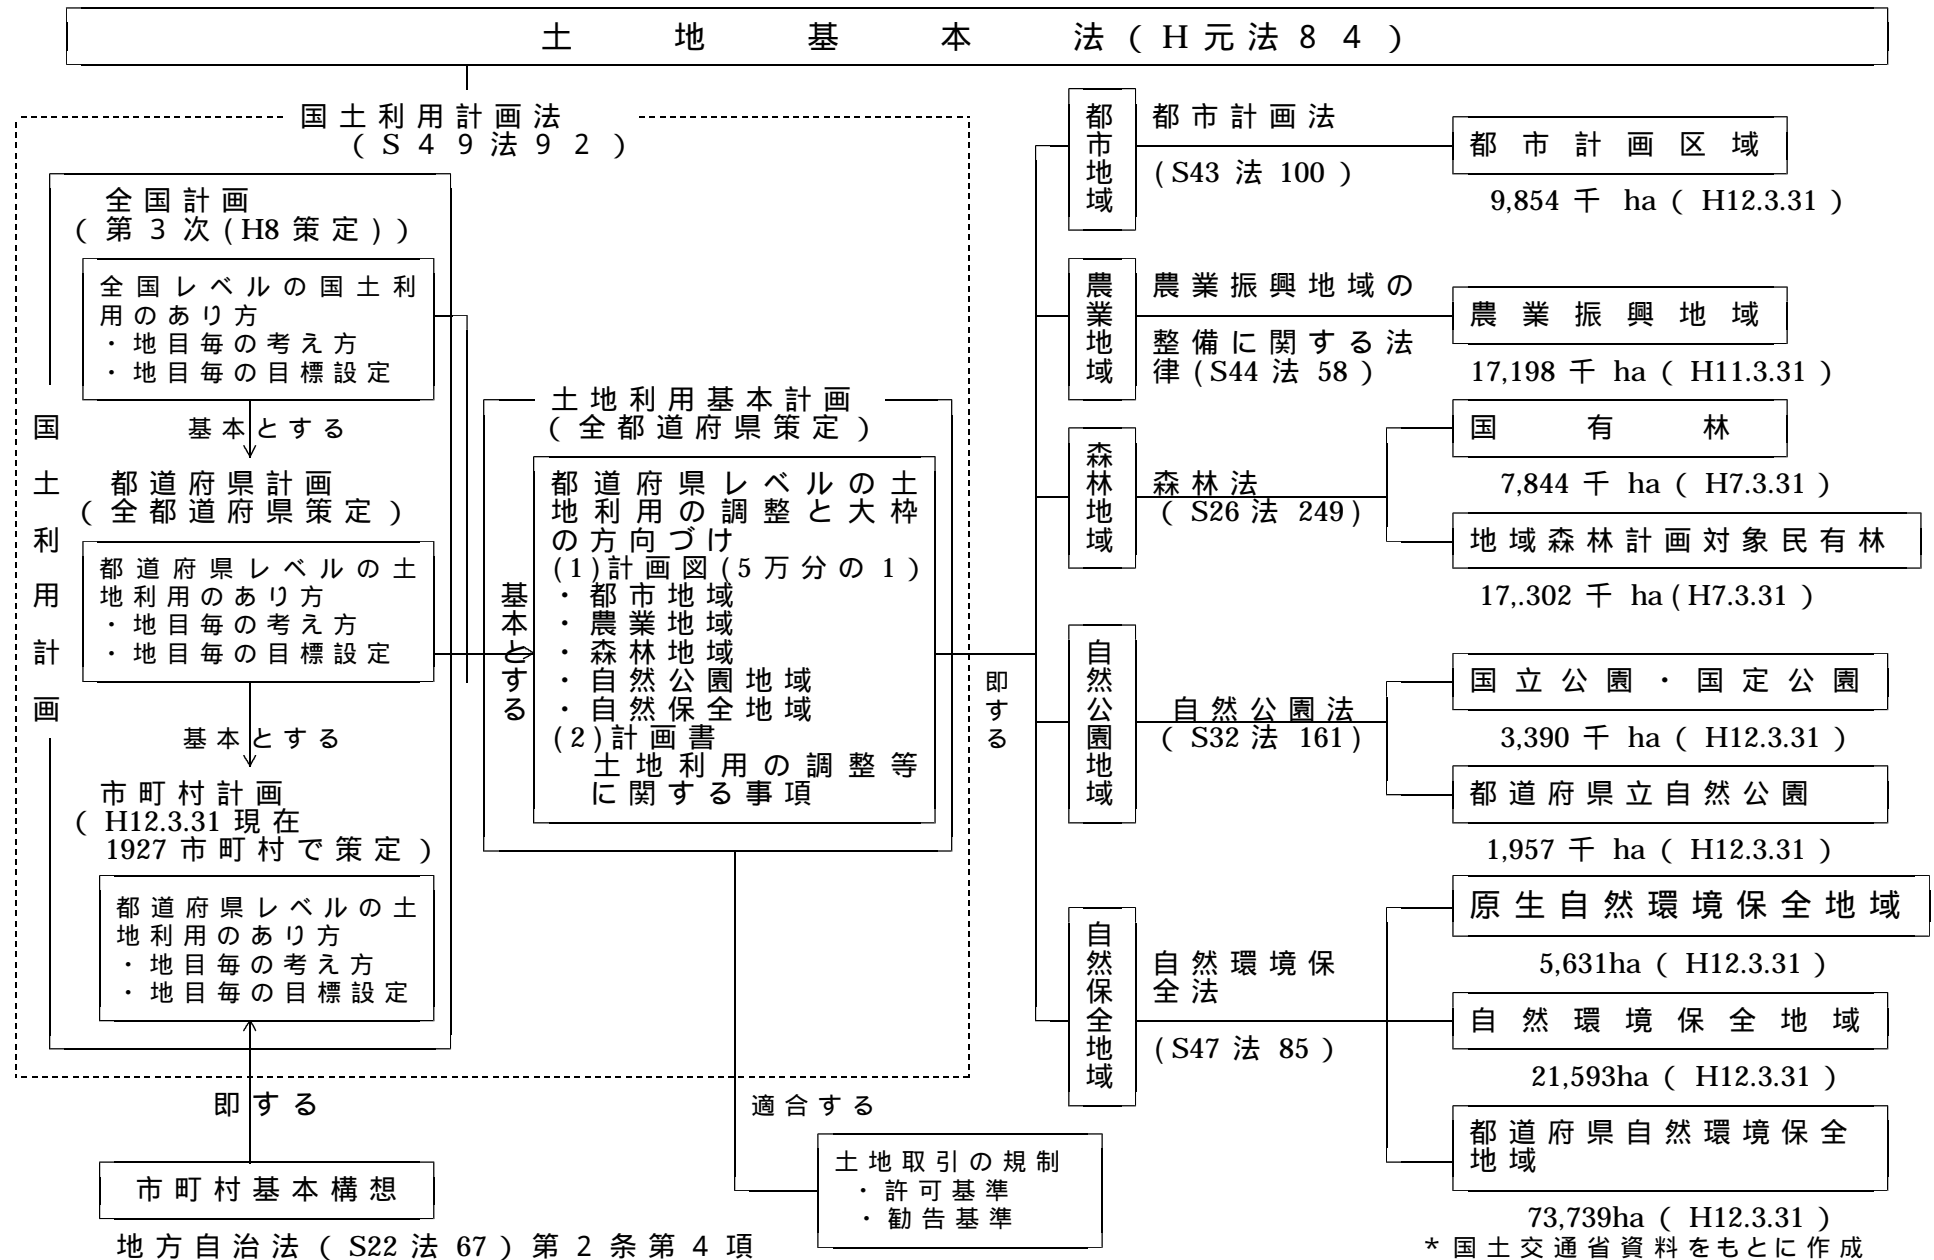 土地基本法(H元法84)
国土利用計画法
(S49法92)
国土利用計画
全国計画
(第3次(H8策定))
全国レベルの国土利
用のあり方
・地目毎の考え方
・地目毎の目標設定
基本とする
都道府県計画
(全都道府県策定)
都道府県レベルの土
地利用のあり方
・地目毎の考え方
・地目毎の目標設定
基本とする
市町村計画
(H12.3.31現在
1927市町村で策定)
都道府県レベルの土
地利用のあり方
・地目毎の考え方
・地目毎の目標設定
即する
市町村基本構想
地方自治法(S22法67)第2条第4項
基本とする
土地利用基本計画
(全都道府県策定)
都道府県レベルの土
地利用の調整と大枠
の方向づけ
(1)計画図(5万分の1)
・都市地域
・農業地域
・森林地域
・自然公園地域
・自然保全地域
(2)計画書
土地利用の調整等
に関する事項
適合する
土地取引の規制
・許可基準
・勧告基準
即する
都市地域
都市計画法
(S43法100)
都市計画区域
9,854千ha(H12.3.31)
農業地域
農業振興地域の
整備に関する法
律(S44法58)
農業振興地域
17,198千ha(H11.3.31)
森林地域
森林法
(S26法249)
国有林
7,844千ha(H7.3.31)
地域森林計画対象民有林
17,.302千ha(H7.3.31)
自然公園地域
自然公園法
(S32法161)
国立公園・国定公園
3,390千ha(H12.3.31)
都道府県立自然公園
1,957千ha(H12.3.31)
自然保全地域
自然環境保
全法
(S47法85)
原生自然環境保全地域
5,631ha(H12.3.31)
自然環境保全地域
21,593ha(H12.3.31)
都道府県自然環境保全
地域
73,739ha(H12.3.31)
*国土交通省資料をもとに作成